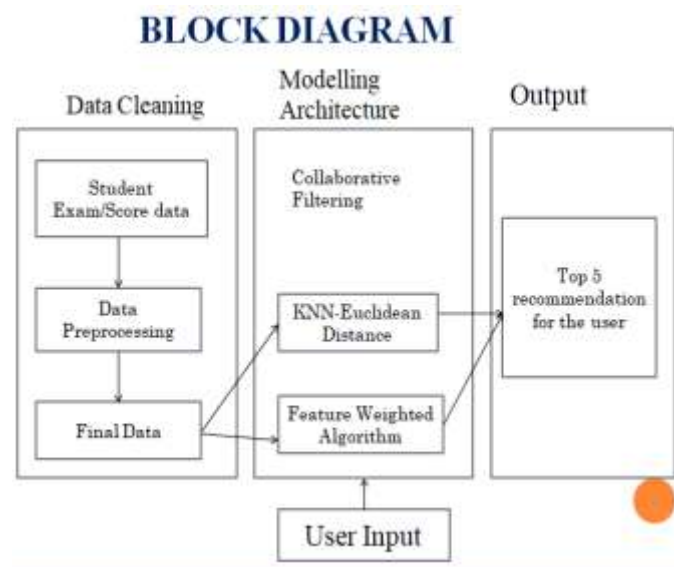 BLOCK DIAGRAM
Data Cleaning
Modelling
Architecture
Output
Student
Exam/Score data
Data
Preprocessing
Final Data
Collaborative
Filtering
KNN-Euclidean
Distance
Feature Weighted
Algorithm
Top 5
recommendation
for the user
User Input